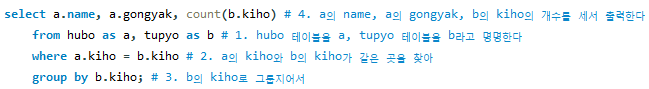 select a.name, a.gongyak, count(b.kiho) # 4. a의 name, a의 gongyak, b의 kiho의 개수를 세서 출력한다
from hubo as a, tupyo as b # 1. hubo 테이블을 a, tupyo 테이블을 b라고 명명한다
where a.kiho = b.kiho # 2. a의 kiho와 b의 kiho가 같은 곳을 찾아
group by b.kiho; # 3. b의 kiho로 그룹지어서